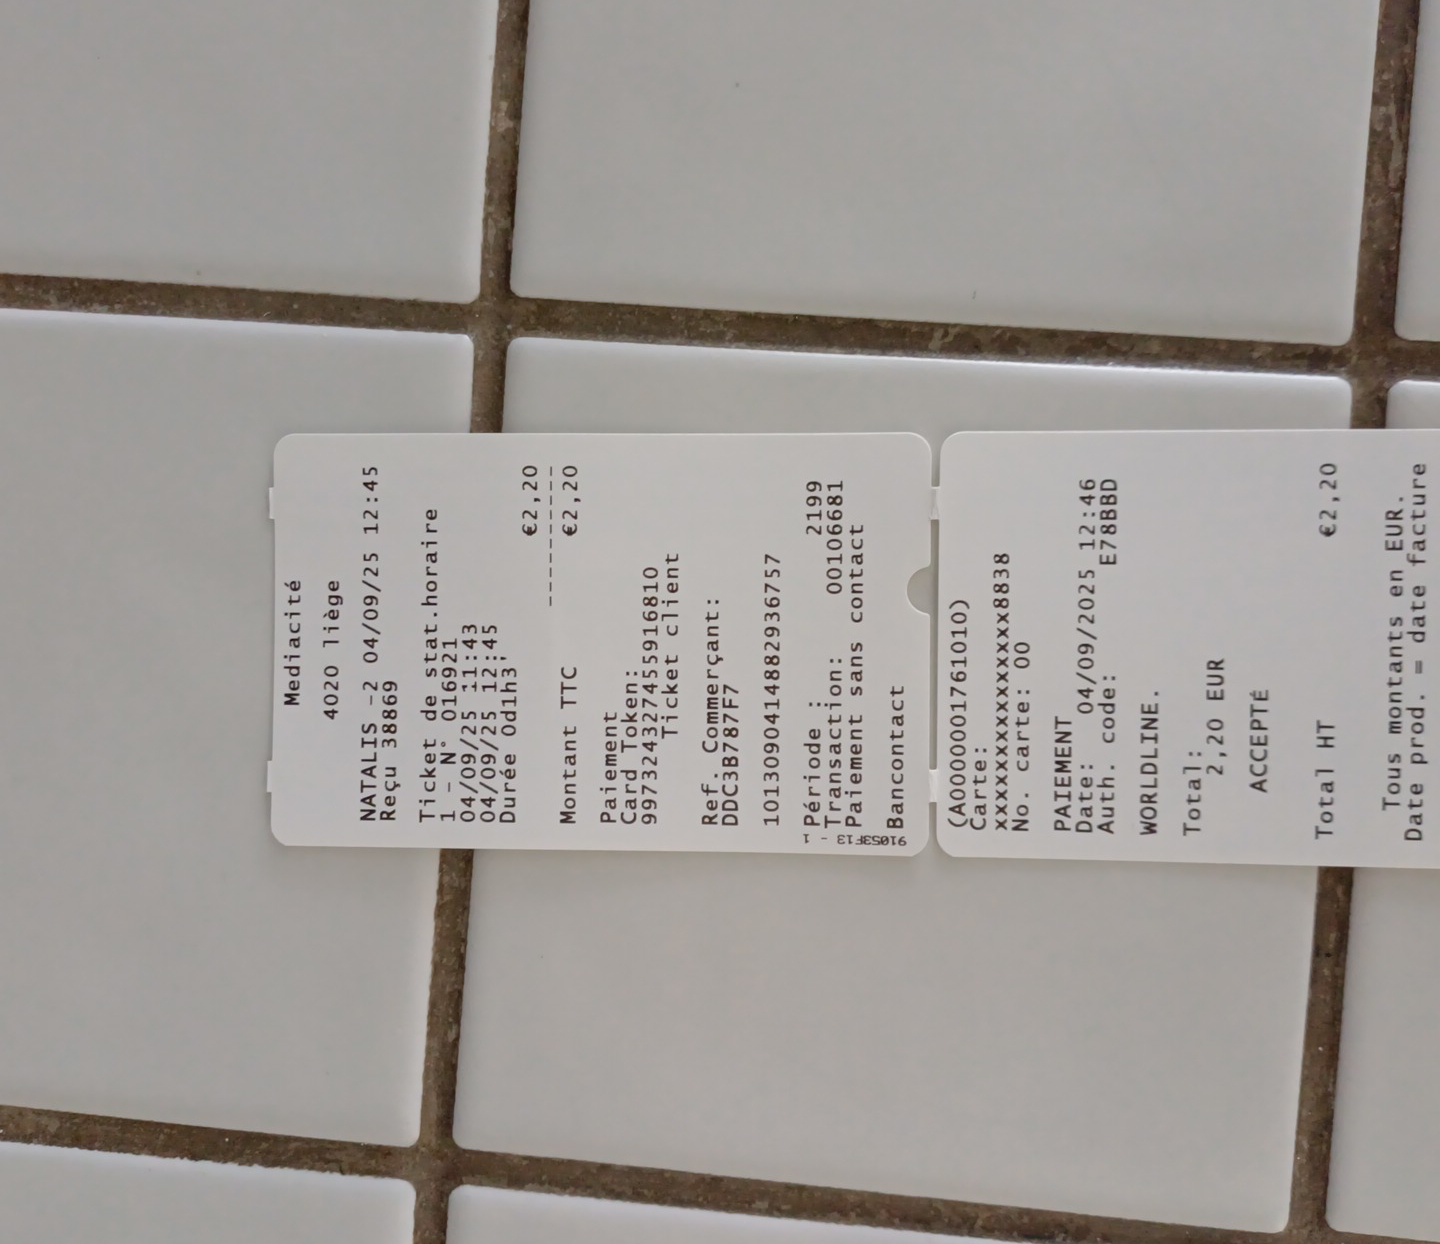 Mediacité
4020 liège
NATALIS -2 04/09/25 12:45
Reçu 38869
Ticket de stat.horaire
1 - N° 016921
04/09/25 11:43
04/09/25 12:45
Durée 0d1h3'
€2,20
----------
Montant TTC €2,20
Paiement
Card Token:
99732432745​5916810
Ticket client
Ref. Commerçant:
DDC3B787F7
10130904148829​36757
Période : 2199
Transaction: 00106681
Paiement sans contact
Bancontact
91053F13 - 1
(A0000001761010)
Carte:
xxxxxxxxxxxxxxx8838
No. carte: 00
PAIEMENT
Date: 04/09/2025 12:46
Auth. code: E78BBD
WORLDLINE.
Total:
2,20 EUR
ACCEPTÉ
Total HT €2,20
Tous montants en EUR.
Date prod. = date facture